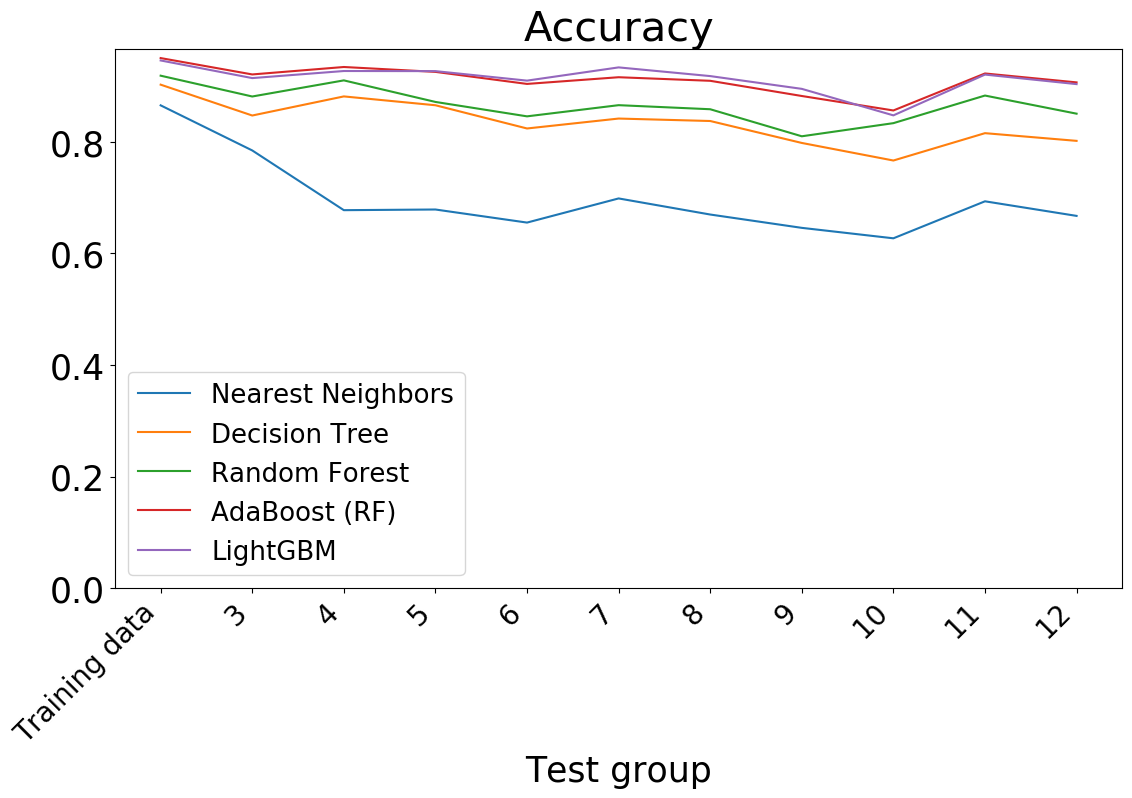 Accuracy
0.8
0.6
0.4
0.2
0.0
Nearest Neighbors
Decision Tree
Random Forest
AdaBoost (RF)
LightGBM
Training data
3
4
5
6
7
8
9
10
11
12
Test group